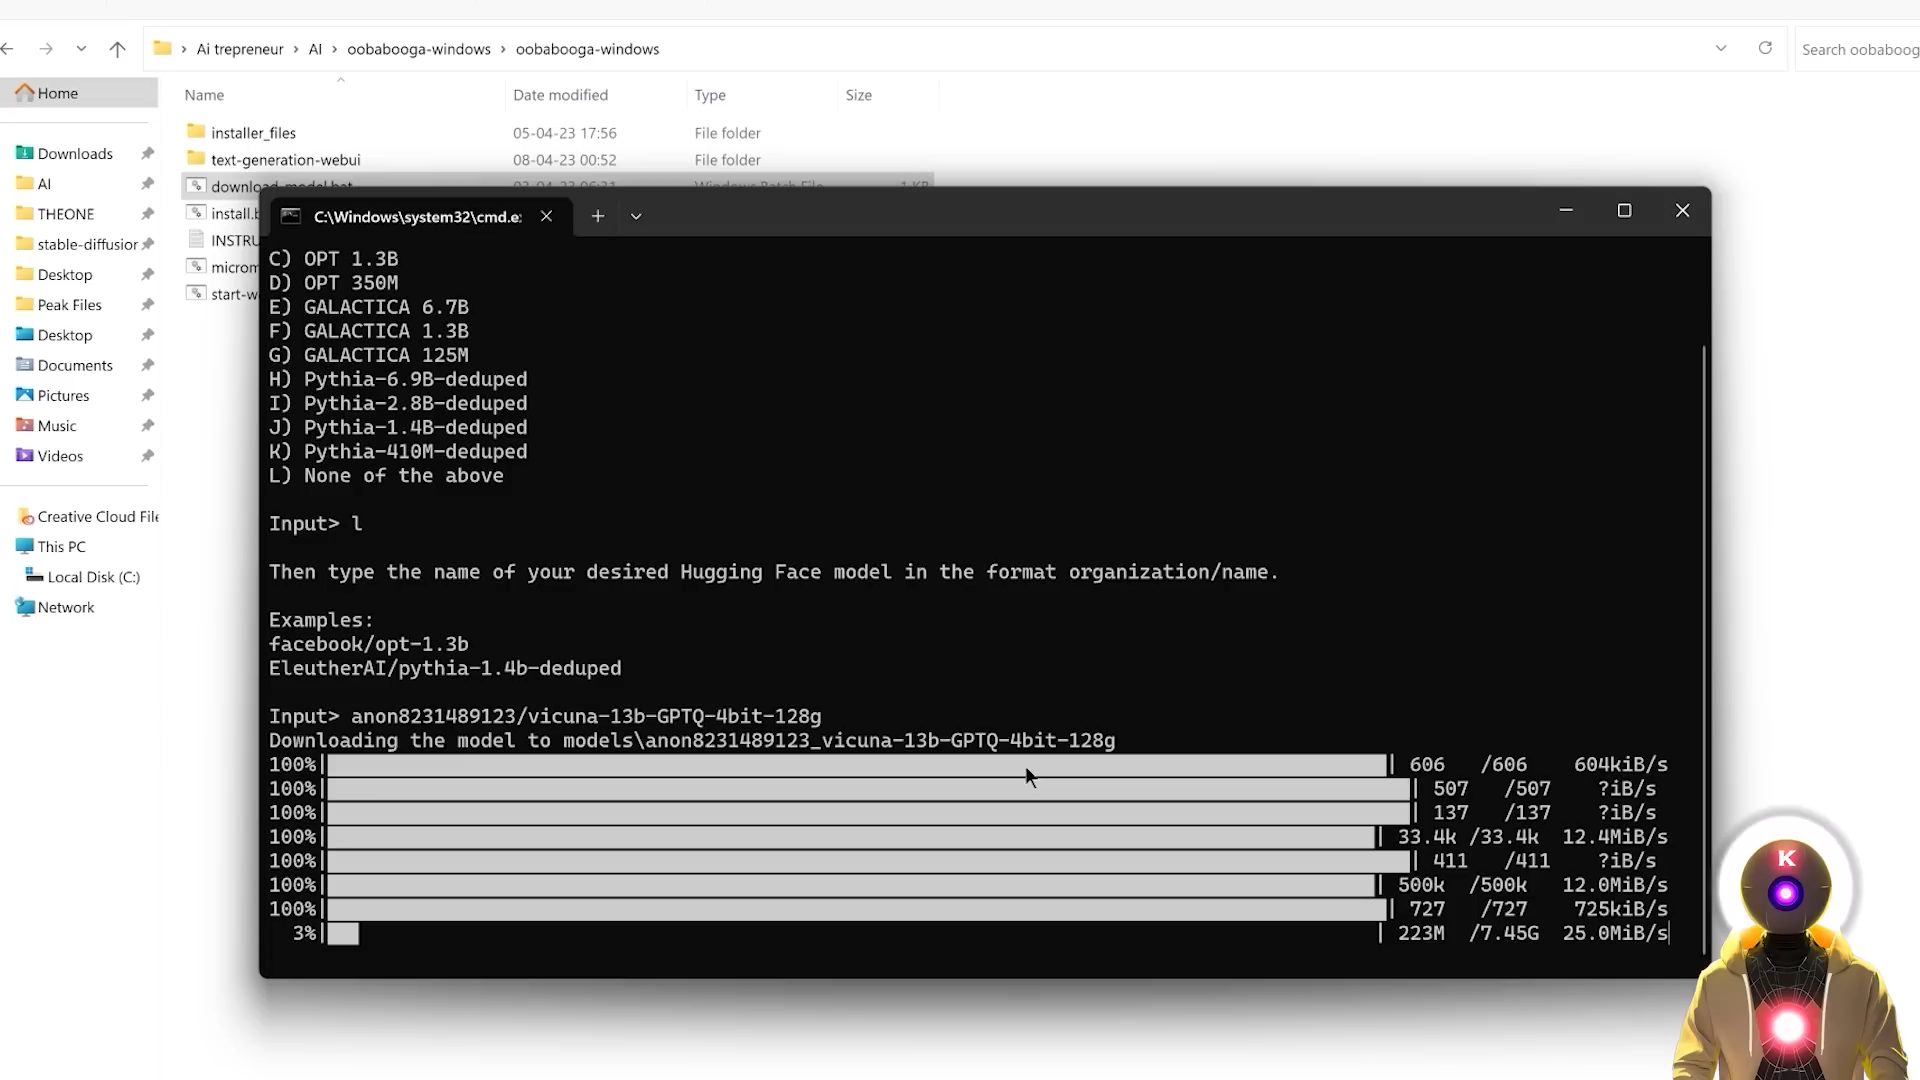 Ai trepreneur > AI > oobabooga-windows > oobabooga-windows
Search oobaboog
Home
Downloads
AI
THEONE
stable-diffusior
Desktop
Peak Files
Desktop
Documents
Pictures
Music
Videos
Creative Cloud File
This PC
Local Disk (C:)
Network
Name Date modified Type Size
installer_files 05-04-23 17:56 File folder
text-generation-webui 08-04-23 00:52 File folder
download-model.bat Windows Batch File 1 KB
install.b
INSTRU
microm
start-w
C:\Windows\system32\cmd.e
C) OPT 1.3B
D) OPT 350M
E) GALACTICA 6.7B
F) GALACTICA 1.3B
G) GALACTICA 125M
H) Pythia-6.9B-deduped
I) Pythia-2.8B-deduped
J) Pythia-1.4B-deduped
K) Pythia-410M-deduped
L) None of the above
Input> l
Then type the name of your desired Hugging Face model in the format organization/name.
Examples:
facebook/opt-1.3b
EleutherAI/pythia-1.4b-deduped
Input> anon8231489123/vicuna-13b-GPTQ-4bit-128g
Downloading the model to models\anon8231489123_vicuna-13b-GPTQ-4bit-128g
100%| | 606 /606 604kiB/s
100%| | 507 /507 ?iB/s
100%| | 137 /137 ?iB/s
100%| | 33.4k /33.4k 12.4MiB/s
100%| | 411 /411 ?iB/s
100%| | 500k /500k 12.0MiB/s
100%| | 727 /727 725kiB/s
3%| | 223M /7.45G 25.0MiB/s
K